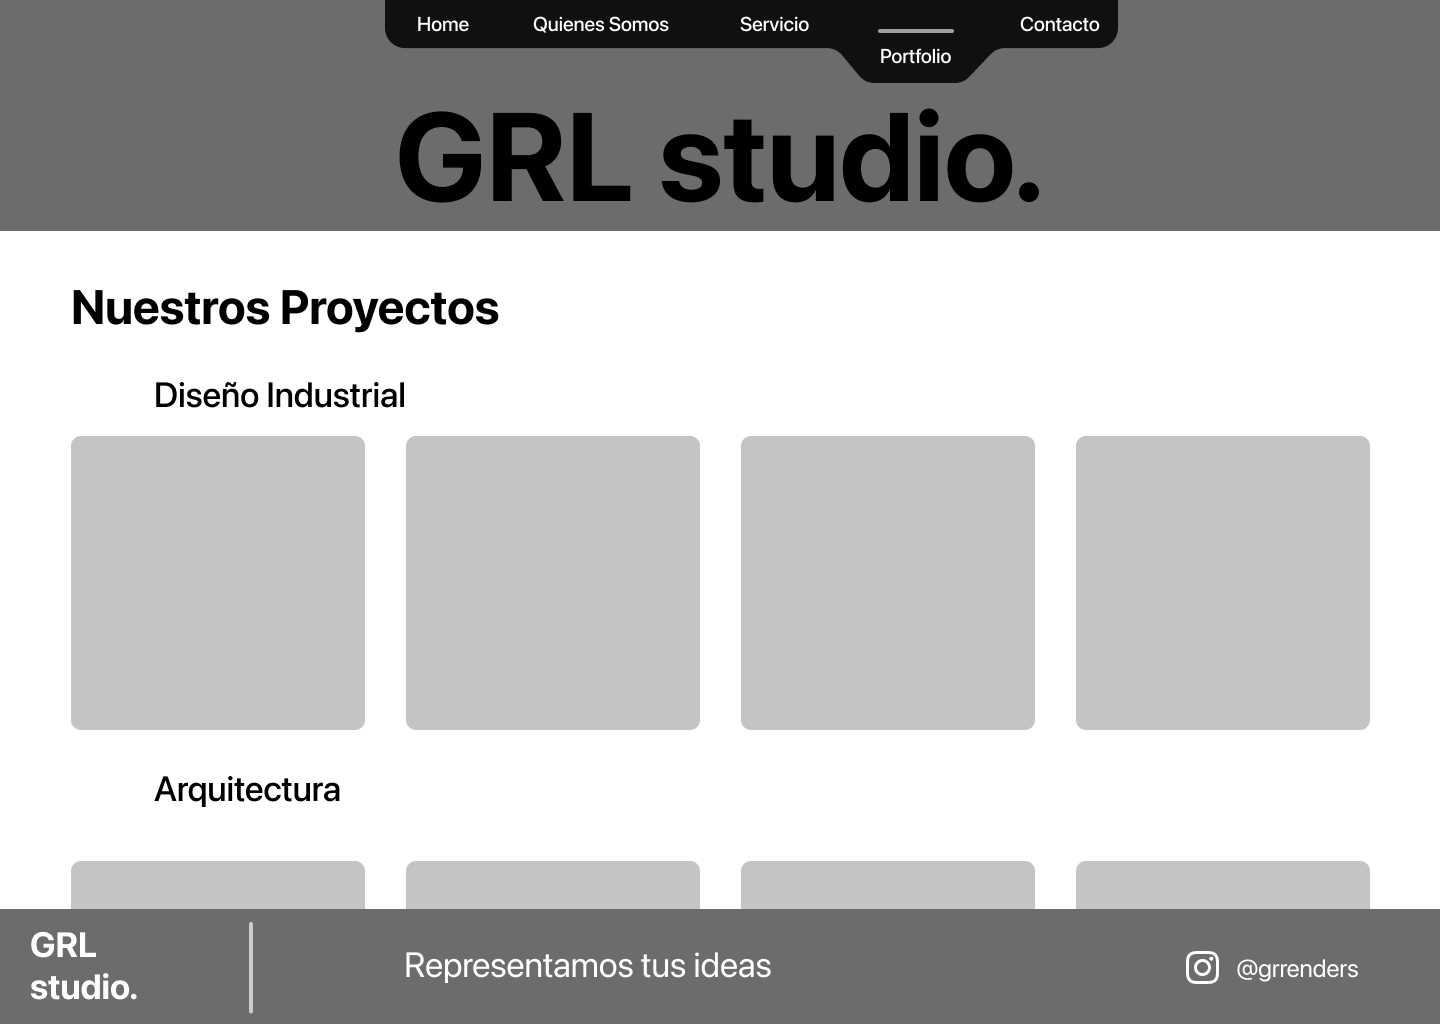 Home Quienes Somos Servicio Portfolio Contacto
GRL studio.
Nuestros Proyectos
Diseño Industrial
Arquitectura
GRL
studio.
Representamos tus ideas
@grrenders